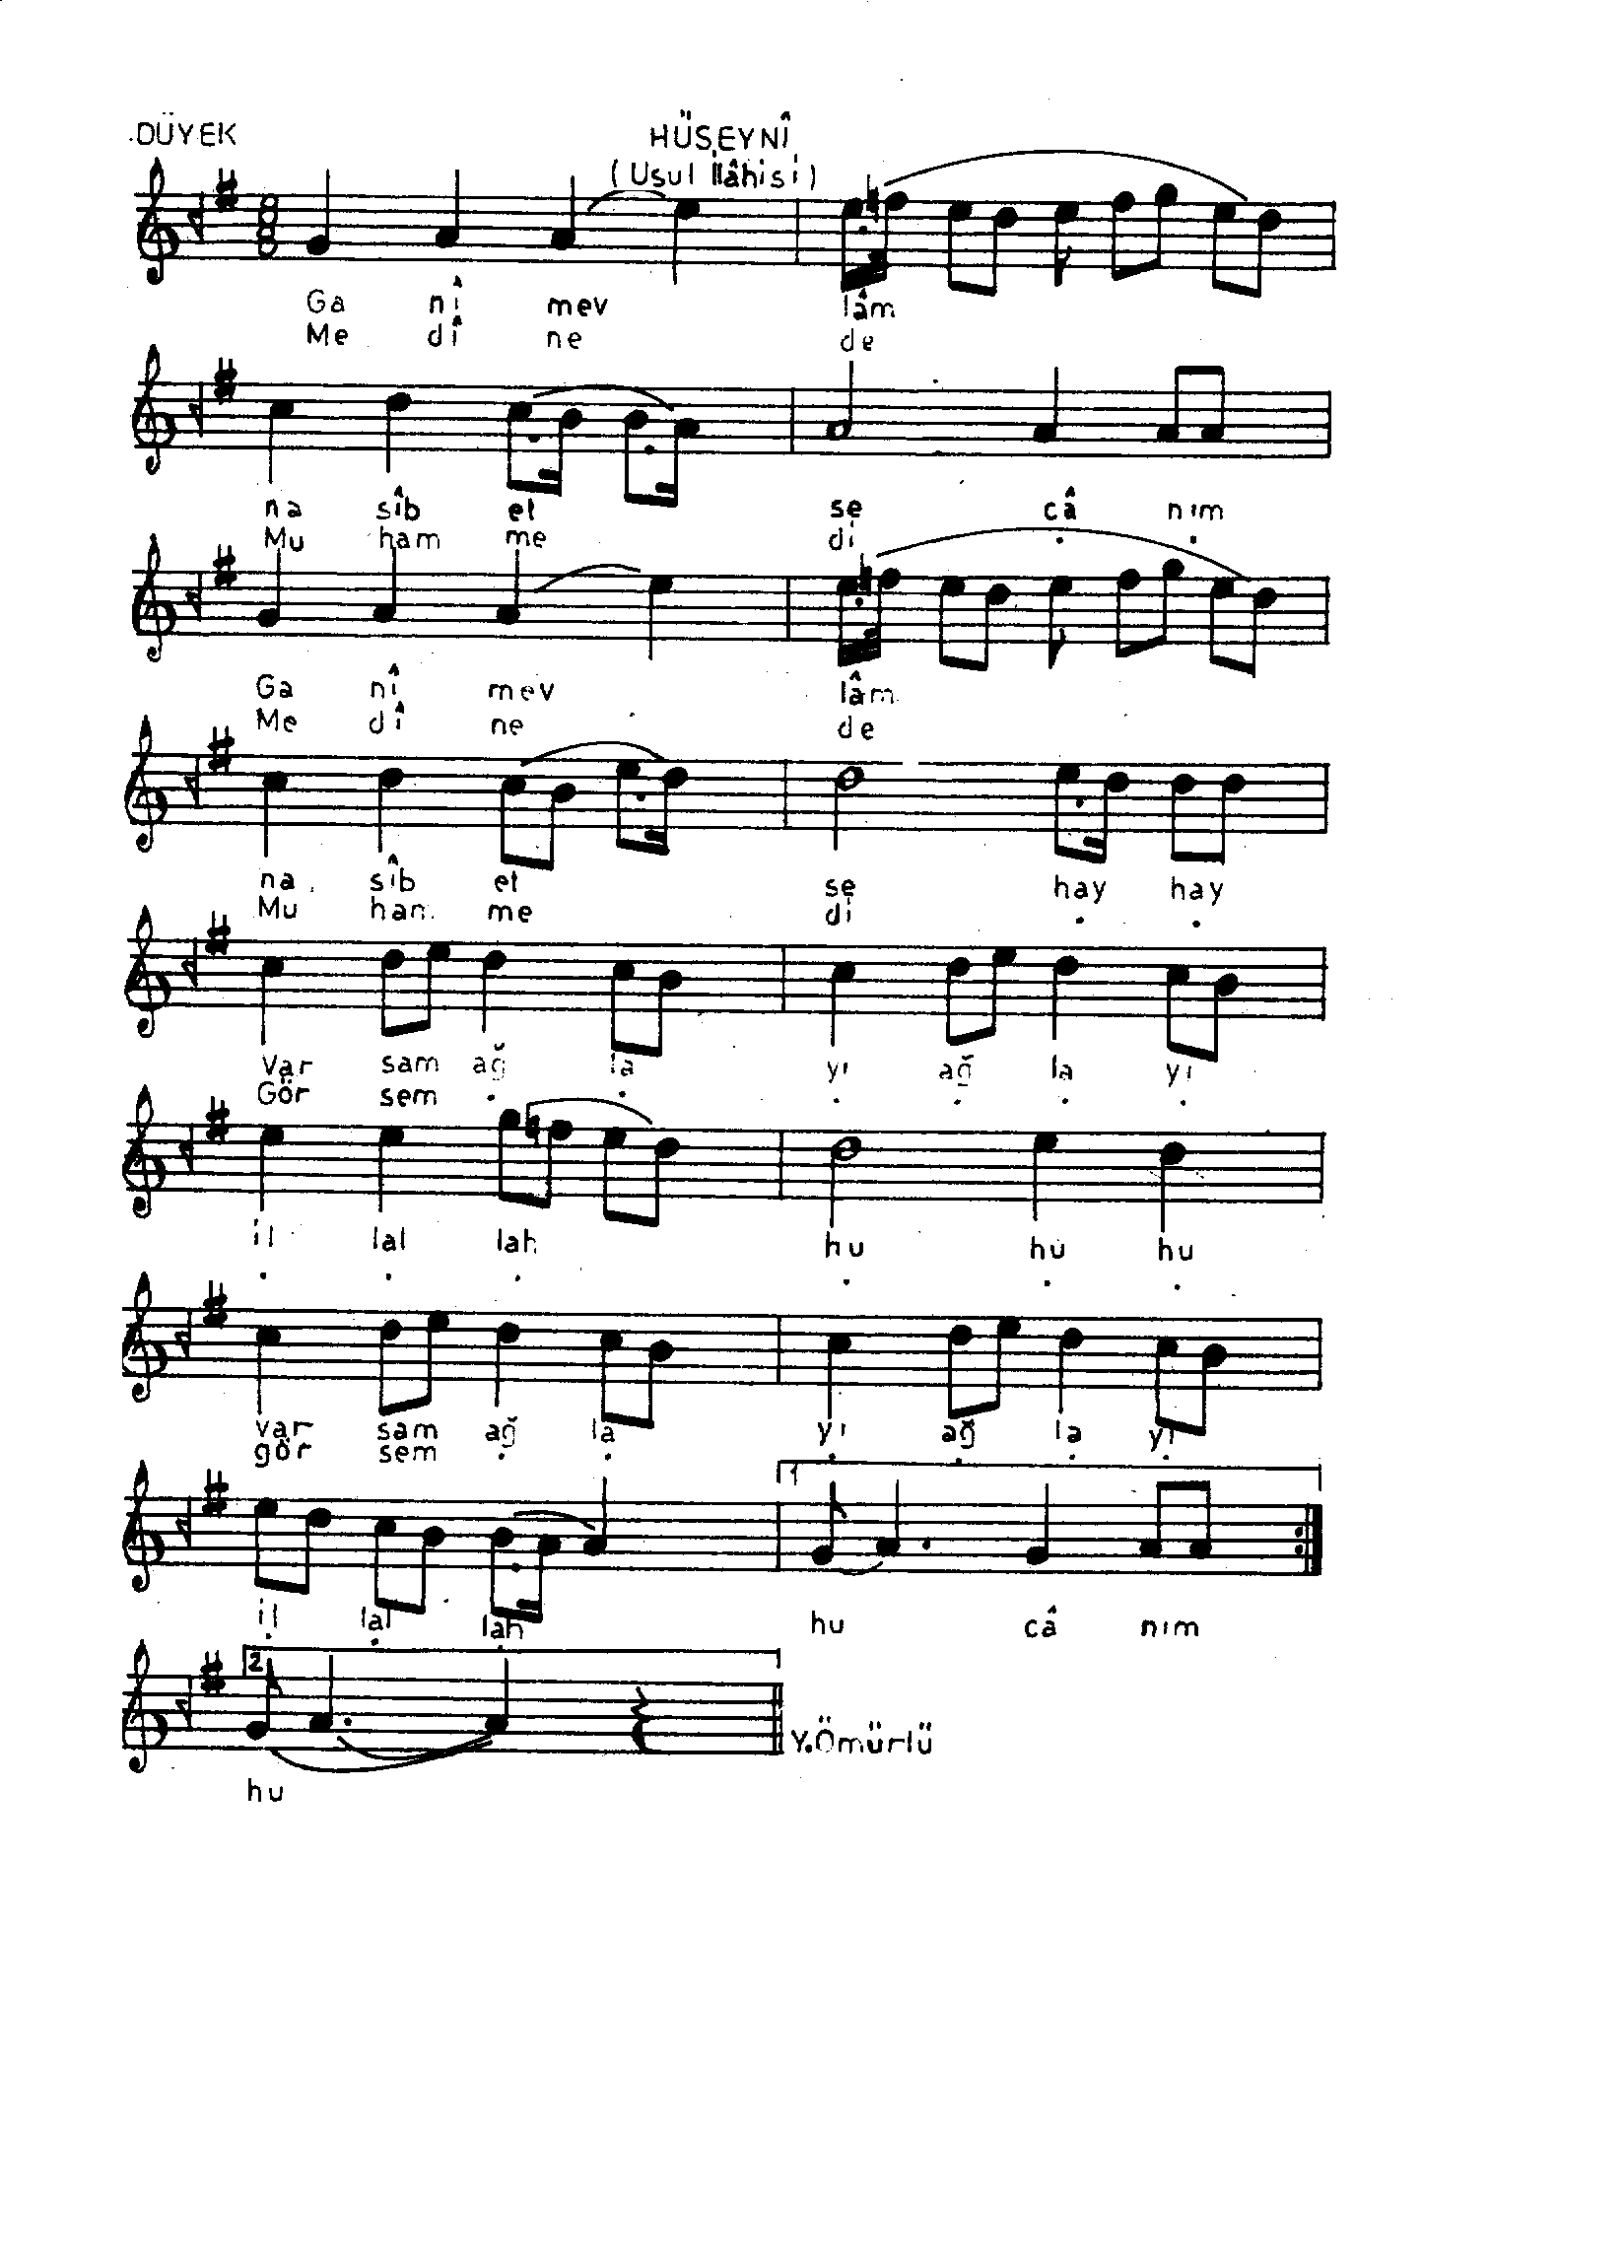 DÜYEK
HÜSEYNÎ
(Usul İlâhisi)
Ga nî mev lâm
Me dî ne de
na sîb et se câ nım
Mu ham me di . .
Ga nî mev lâm
Me dî ne de
na sîb et se hay hay
Mu ham me di . .
Var sam ağ la yı ağ la yı
Gör sem . . . . . .
il lal lah hu hu hu
. . . . . .
var sam ağ la yı ağ la yı
gör sem . . . . . .
1
il lal lah hu câ nım
. . .
2
Y.Ömürlü
hu